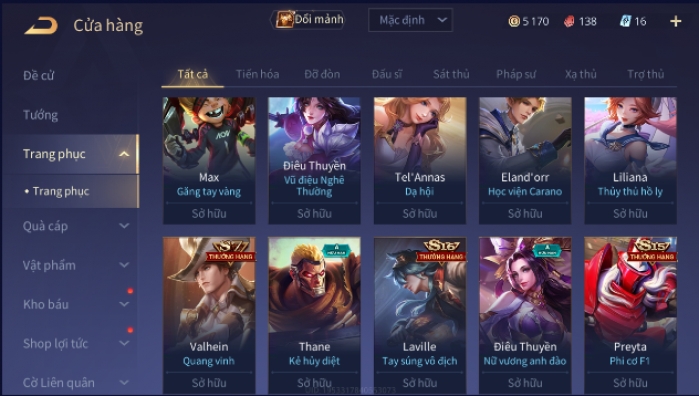 Cửa hàng
Đổi mảnh
Mặc định
5 170
138
16
Đề cử
Tướng
Trang phục
• Trang phục
Quà cấp
Vật phẩm
Kho báu
Shop lợi tức
Cờ Liên quân
Tất cả
Tiến hóa
Đỡ đòn
Đấu sĩ
Sát thủ
Pháp sư
Xạ thủ
Trợ thủ
AOV
Max
Găng tay vàng
Sở hữu
Điêu Thuyền
Vũ điệu Nghê
Thường
Sở hữu
Tel'Annas
Dạ hội
Sở hữu
Eland'orr
Học viện Carano
Sở hữu
Liliana
Thủy thủ hồ ly
Sở hữu
S7
THƯỞNG HẠNG
Valhein
Quang vinh
Sở hữu
A
Thane
Kẻ hủy diệt
Sở hữu
S16
THƯỞNG HẠNG
Laville
Tay súng vô địch
Sở hữu
A
Điêu Thuyền
Nữ vương anh đào
Sở hữu
S15
THƯỞNG HẠNG
Preyta
Phi cơ F1
Sở hữu